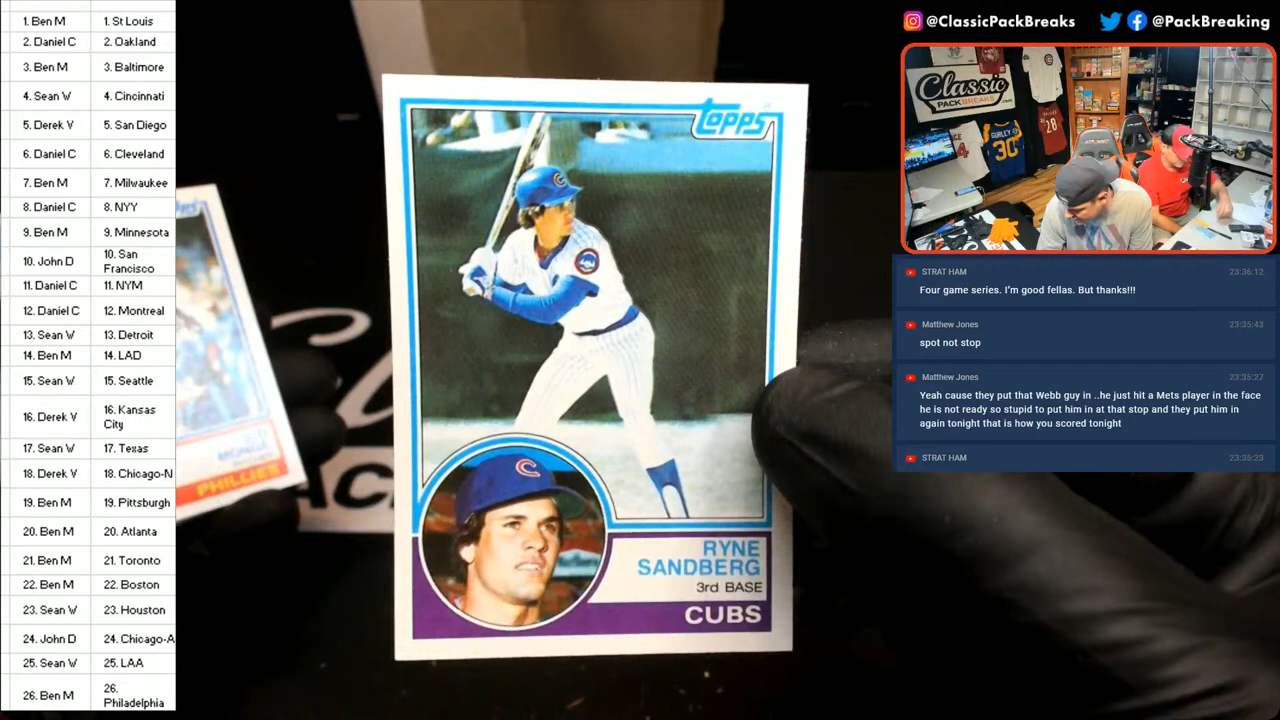 1. Ben M 1. St Louis
2. Daniel C 2. Oakland
3. Ben M 3. Baltimore
4. Sean W 4. Cincinnati
5. Derek V 5. San Diego
6. Daniel C 6. Cleveland
7. Ben M 7. Milwaukee
8. Daniel C 8. NYY
9. Ben M 9. Minnesota
10. John D 10. San
Francisco
11. Daniel C 11. NYM
12. Daniel C 12. Montreal
13. Sean W 13. Detroit
14. Ben M 14. LAD
15. Sean W 15. Seattle
16. Derek V 16. Kansas
City
17. Sean W 17. Texas
18. Derek V 18. Chicago-N
19. Ben M 19. Pittsburgh
20. Ben M 20. Atlanta
21. Ben M 21. Toronto
22. Ben M 22. Boston
23. Sean W 23. Houston
24. John D 24. Chicago-A
25. Sean W 25. LAA
26. Ben M 26.
Philadelphia
PHILLIES
Topps
C
C
RYNE
SANDBERG
3rd BASE
CUBS
@ClassicPackBreaks @PackBreaking
Classic
PACK BREAKS.com
GURLEY
30
28
4
STRAT HAM 23:36:12
Four game series. I'm good fellas. But thanks!!!
Matthew Jones 23:35:43
spot not stop
Matthew Jones 23:35:27
Yeah cause they put that Webb guy in ..he just hit a Mets player in the face
he is not ready so stupid to put him in at that stop and they put him in
again tonight that is how you scored tonight
STRAT HAM 23:35:23